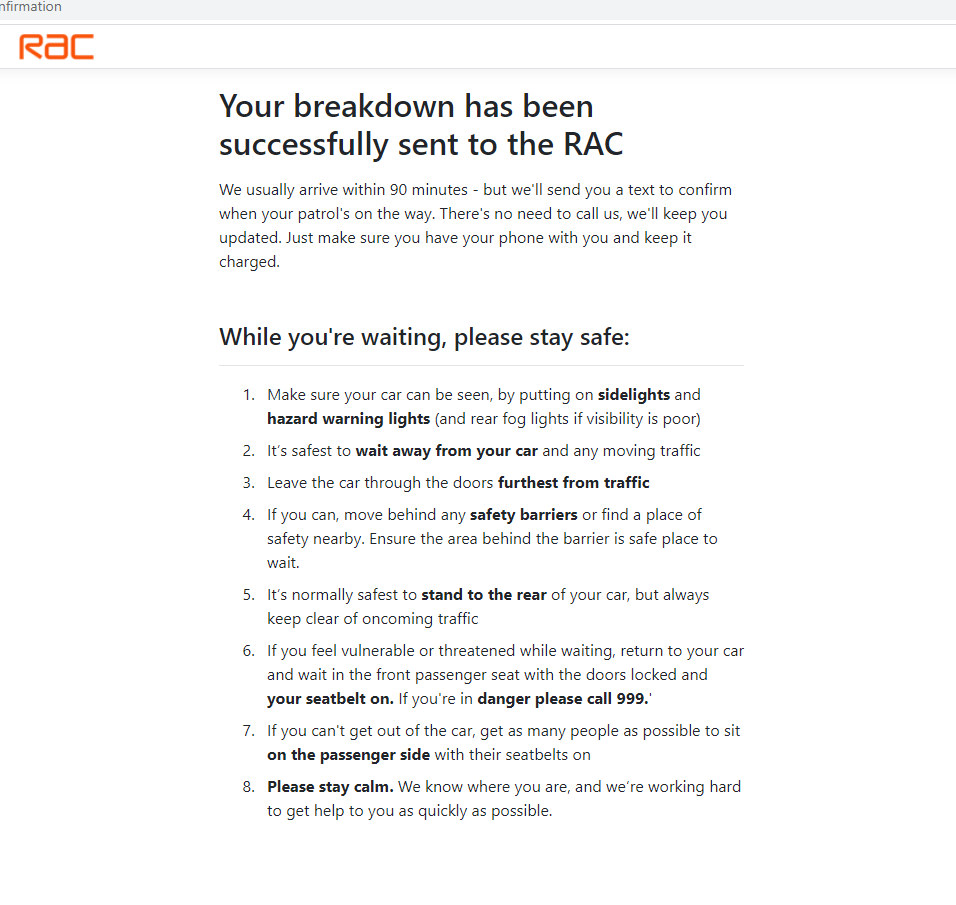 nfirmation
RAC
Your breakdown has been
successfully sent to the RAC
We usually arrive within 90 minutes - but we'll send you a text to confirm
when your patrol's on the way. There's no need to call us, we'll keep you
updated. Just make sure you have your phone with you and keep it
charged.
While you're waiting, please stay safe:
1. Make sure your car can be seen, by putting on sidelights and
hazard warning lights (and rear fog lights if visibility is poor)
2. It’s safest to wait away from your car and any moving traffic
3. Leave the car through the doors furthest from traffic
4. If you can, move behind any safety barriers or find a place of
safety nearby. Ensure the area behind the barrier is safe place to
wait.
5. It’s normally safest to stand to the rear of your car, but always
keep clear of oncoming traffic
6. If you feel vulnerable or threatened while waiting, return to your car
and wait in the front passenger seat with the doors locked and
your seatbelt on. If you're in danger please call 999.'
7. If you can't get out of the car, get as many people as possible to sit
on the passenger side with their seatbelts on
8. Please stay calm. We know where you are, and we’re working hard
to get help to you as quickly as possible.